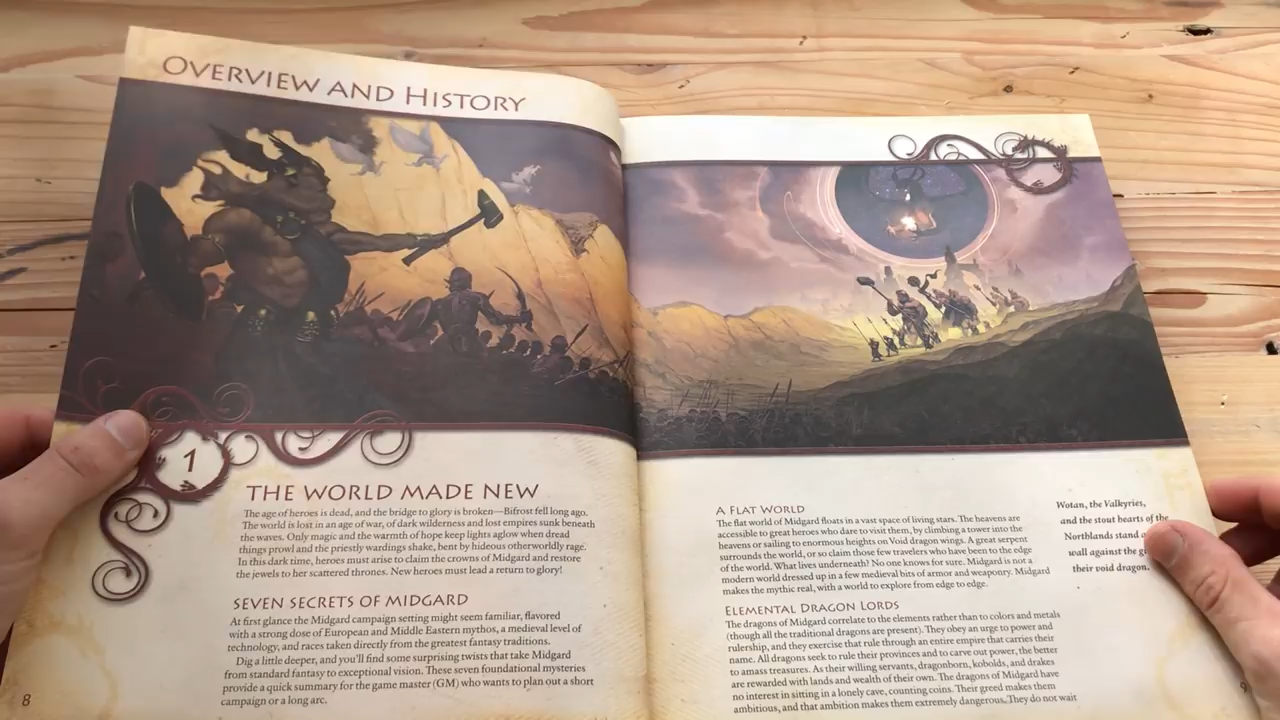 OVERVIEW AND HISTORY
1
THE WORLD MADE NEW
The age of heroes is dead, and the bridge to glory is broken—Bifrost fell long ago.
The world is lost in an age of war, of dark wilderness and lost empires sunk beneath
the waves. Only magic and the warmth of hope keep lights aglow when dread
things prowl and the priestly wardings shake, bent by hideous otherworldly rage.
In this dark time, heroes must arise to claim the crowns of Midgard and restore
the jewels to her scattered thrones. New heroes must lead a return to glory!
SEVEN SECRETS OF MIDGARD
At first glance the Midgard campaign setting might seem familiar, flavored
with a strong dose of European and Middle Eastern mythos, a medieval level of
technology, and races taken directly from the greatest fantasy traditions.
Dig a little deeper, and you'll find some surprising twists that take Midgard
from standard fantasy to exceptional vision. These seven foundational mysteries
provide a quick summary for the game master (GM) who wants to plan out a short
campaign or a long arc.
8
A FLAT WORLD
The flat world of Midgard floats in a vast space of living stars. The heavens are
accessible to great heroes who dare to visit them, by climbing a tower into the
heavens or sailing to enormous heights on Void dragon wings. A great serpent
surrounds the world, or so claim those few travelers who have been to the edge
of the world. What lives underneath? No one knows for sure. Midgard is not a
modern world dressed up in a few medieval bits of armor and weaponry. Midgard
makes the mythic real, with a world to explore from edge to edge.
ELEMENTAL DRAGON LORDS
The dragons of Midgard correlate to the elements rather than to colors and metals
(though all the traditional dragons are present). They obey an urge to power and
rulership, and they exercise that rule through an entire empire that carries their
name. All dragons seek to rule their provinces and to carve out power, the better
to amass treasures. As their willing servants, dragonborn, kobolds, and drakes
are rewarded with lands and wealth of their own. The dragons of Midgard have
no interest in sitting in a lonely cave, counting coins. Their greed makes them
ambitious, and that ambition makes them extremely dangerous. They do not wait
Wotan, the Valkyries,
and the stout hearts of the
Northlands stand
wall against the
their void dragon.